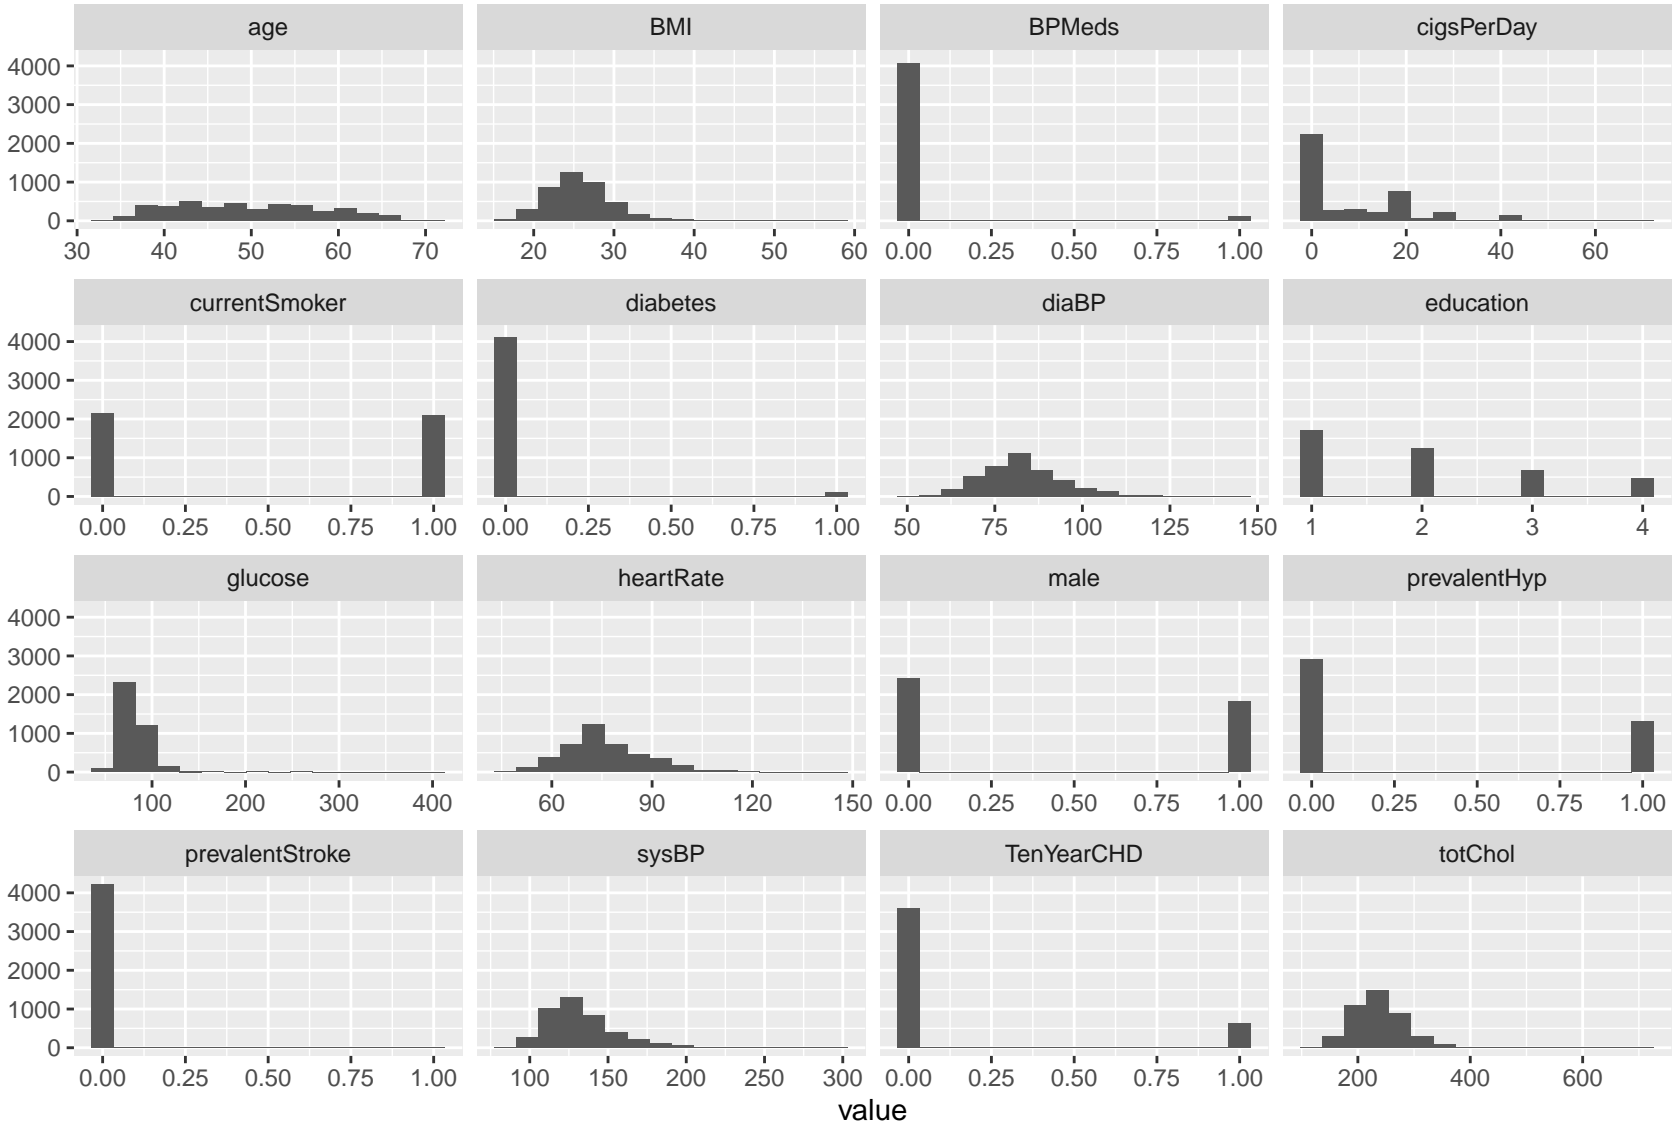 age BMI BPMeds cigsPerDay
4000
3000
2000
1000
0
30 40 50 60 70 20 30 40 50 60 0.00 0.25 0.50 0.75 1.00 0 20 40 60
currentSmoker diabetes diaBP education
4000
3000
2000
1000
0
0.00 0.25 0.50 0.75 1.00 0.00 0.25 0.50 0.75 1.00 50 75 100 125 150 1 2 3 4
glucose heartRate male prevalentHyp
4000
3000
2000
1000
0
100 200 300 400 60 90 120 150 0.00 0.25 0.50 0.75 1.00 0.00 0.25 0.50 0.75 1.00
prevalentStroke sysBP TenYearCHD totChol
4000
3000
2000
1000
0
0.00 0.25 0.50 0.75 1.00 100 150 200 250 300 0.00 0.25 0.50 0.75 1.00 200 400 600
value